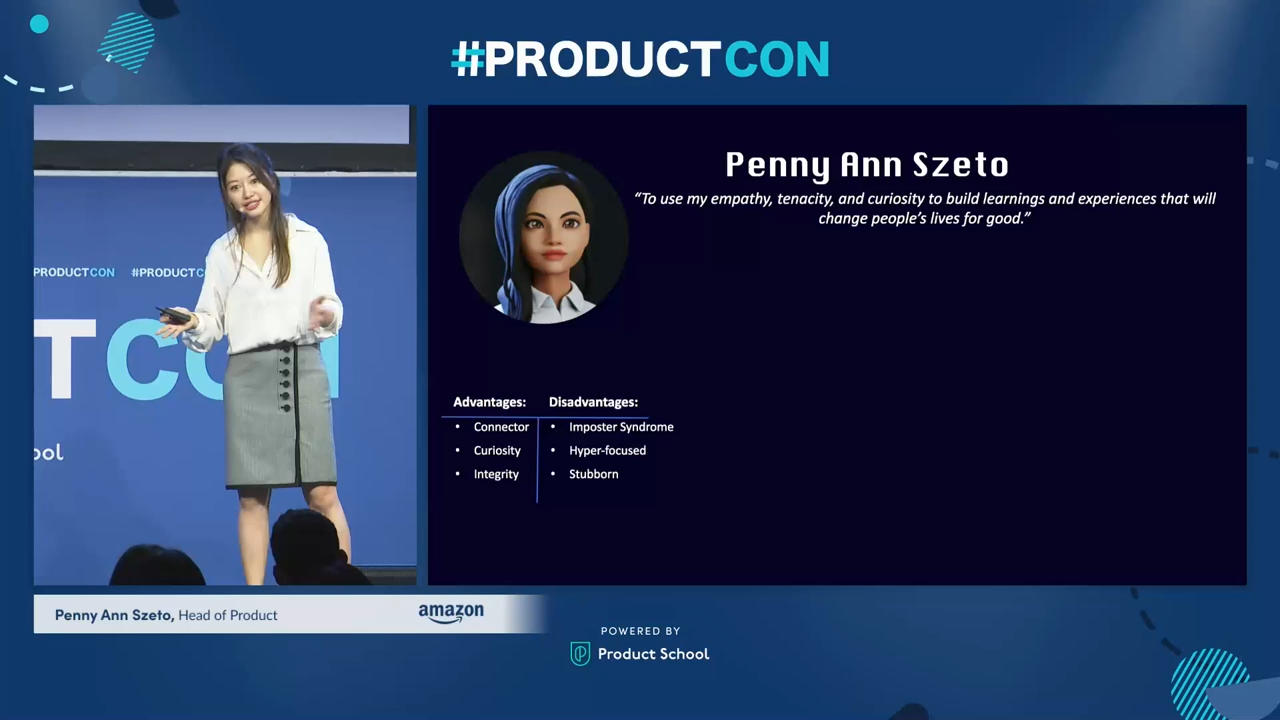 #PRODUCTCON
PRODUCTCON #PRODUCTC
T CO
ool
Penny Ann Szeto
“To use my empathy, tenacity, and curiosity to build learnings and experiences that will
change people’s lives for good.”
Advantages: Disadvantages:
• Connector • Imposter Syndrome
• Curiosity • Hyper-focused
• Integrity • Stubborn
Penny Ann Szeto, Head of Product amazon
POWERED BY
Product School